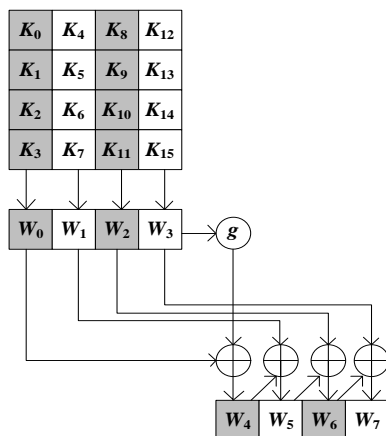 K₀ K₄ K₈ K₁₂
K₁ K₅ K₉ K₁₃
K₂ K₆ K₁₀ K₁₄
K₃ K₇ K₁₁ K₁₅
W₀ W₁ W₂ W₃ g
W₄ W₅ W₆ W₇